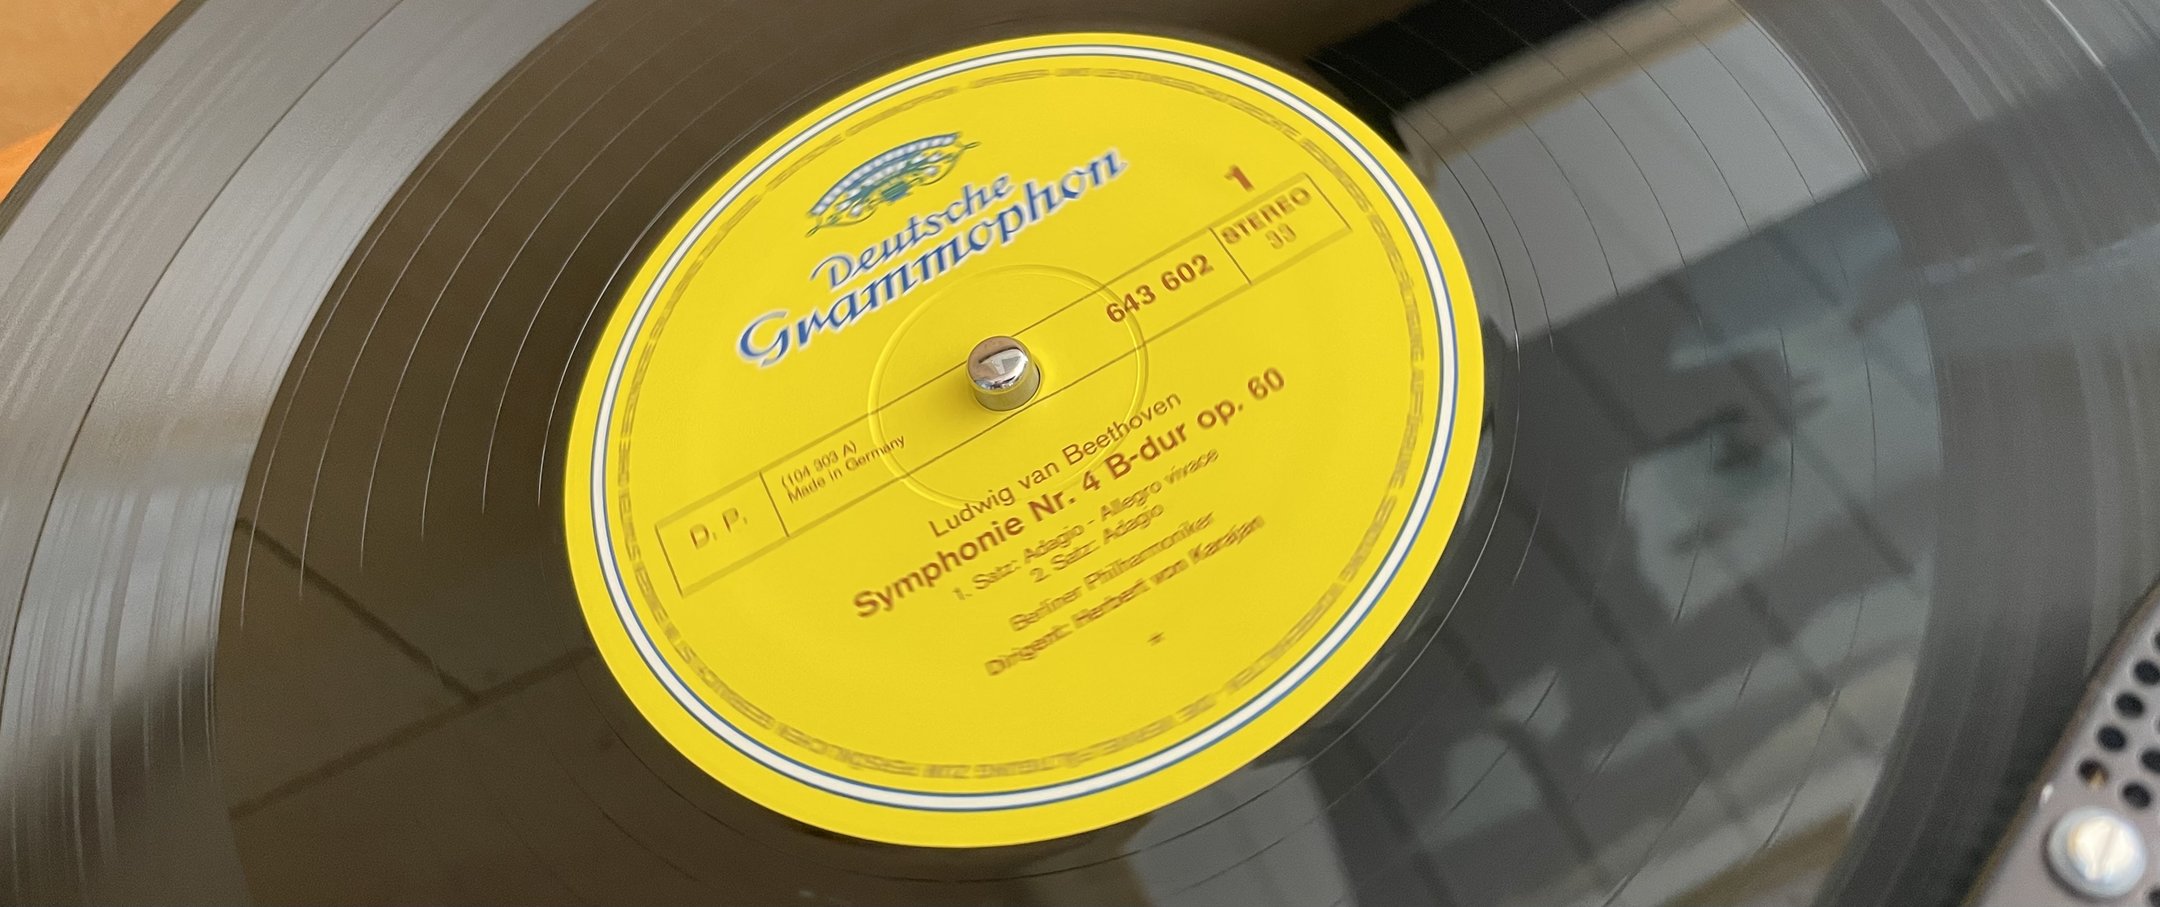 Deutsche
Grammophon
1
STEREO
33
643 602
(104 303 A)
Made in Germany
D. P.
Ludwig van Beethoven
Symphonie Nr. 4 B-dur op. 60
1. Satz: Adagio - Allegro vivace
2. Satz: Adagio
Berliner Philharmoniker
Dirigent: Herbert von Karajan
*